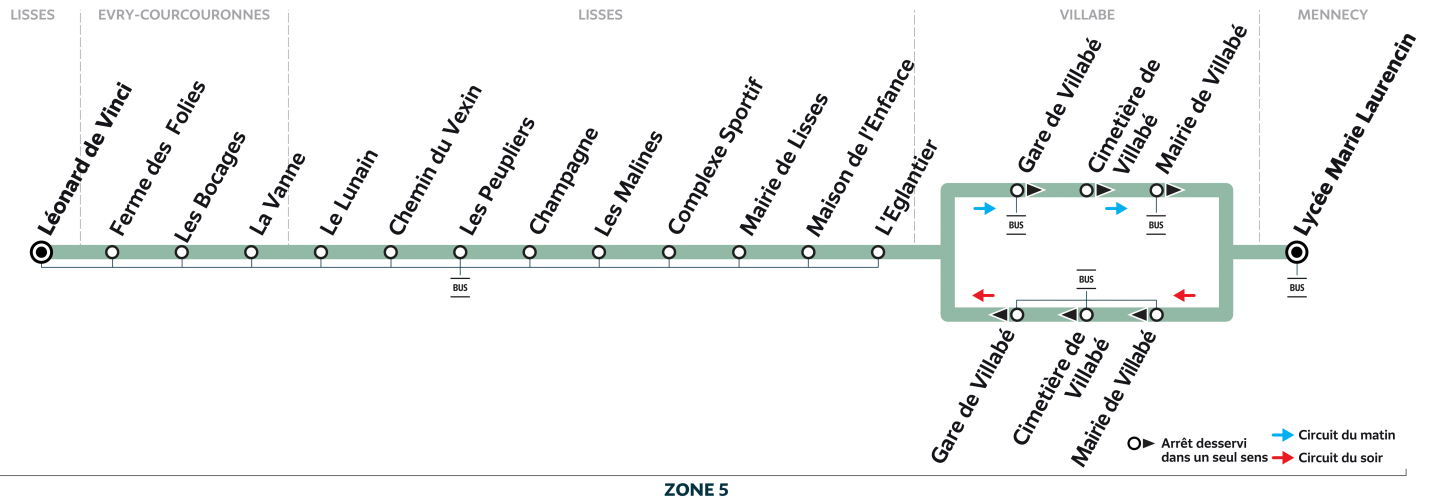 LISSES
EVRY-COURCOURONNES
LISSES
VILLABE
MENNECY
Léonard de Vinci
Ferme des Folies
Les Bocages
La Vanne
Le Lunain
Chemin du Vexin
Les Peupliers
Champagne
Les Malines
Complexe Sportif
Mairie de Lisses
Maison de l'Enfance
L'Eglantier
Gare de Villabé
Cimetière de
Villabé
Mairie de Villabé
Lycée Marie Laurencin
BUS
BUS
BUS
BUS
BUS
Gare de Villabé
Cimetière de
Villabé
Mairie de Villabé
Arrêt desservi
dans un seul sens
Circuit du matin
Circuit du soir
ZONE 5